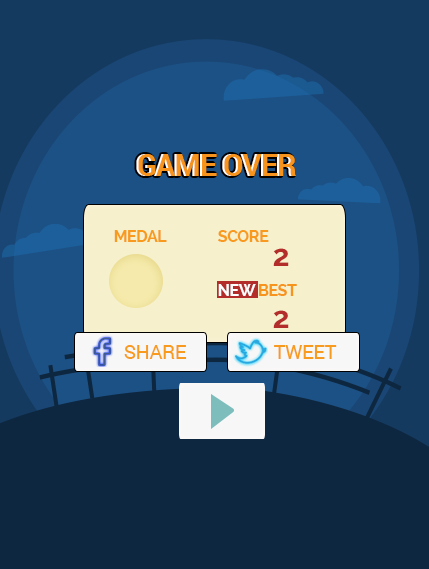 GAME OVER
MEDAL SCORE
2
NEW BEST
2
SHARE TWEET